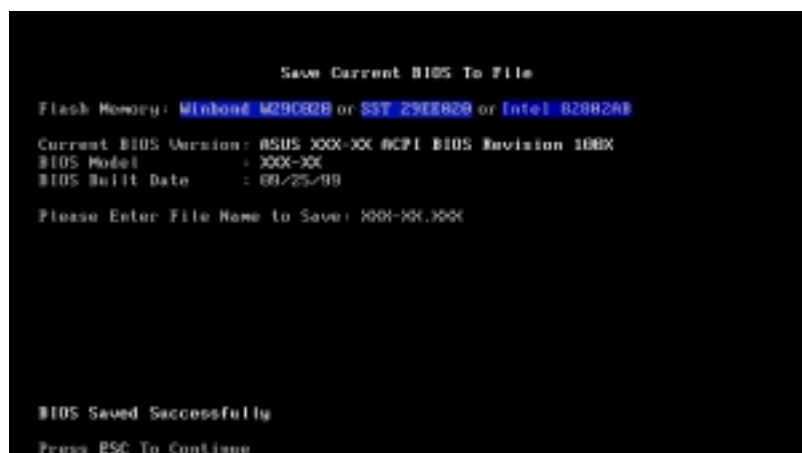 Save Current BIOS To File
Flash Memory: Winbond W29C020 or SST 29EE020 or Intel 82802AB
Current BIOS Version: ASUS XXX-XX ACPI BIOS Revision 100X
BIOS Model : XXX-XX
BIOS Built Date : 09/25/99
Please Enter File Name to Save: XXX-XX.XXX
BIOS Saved Successfully
Press ESC To Continue